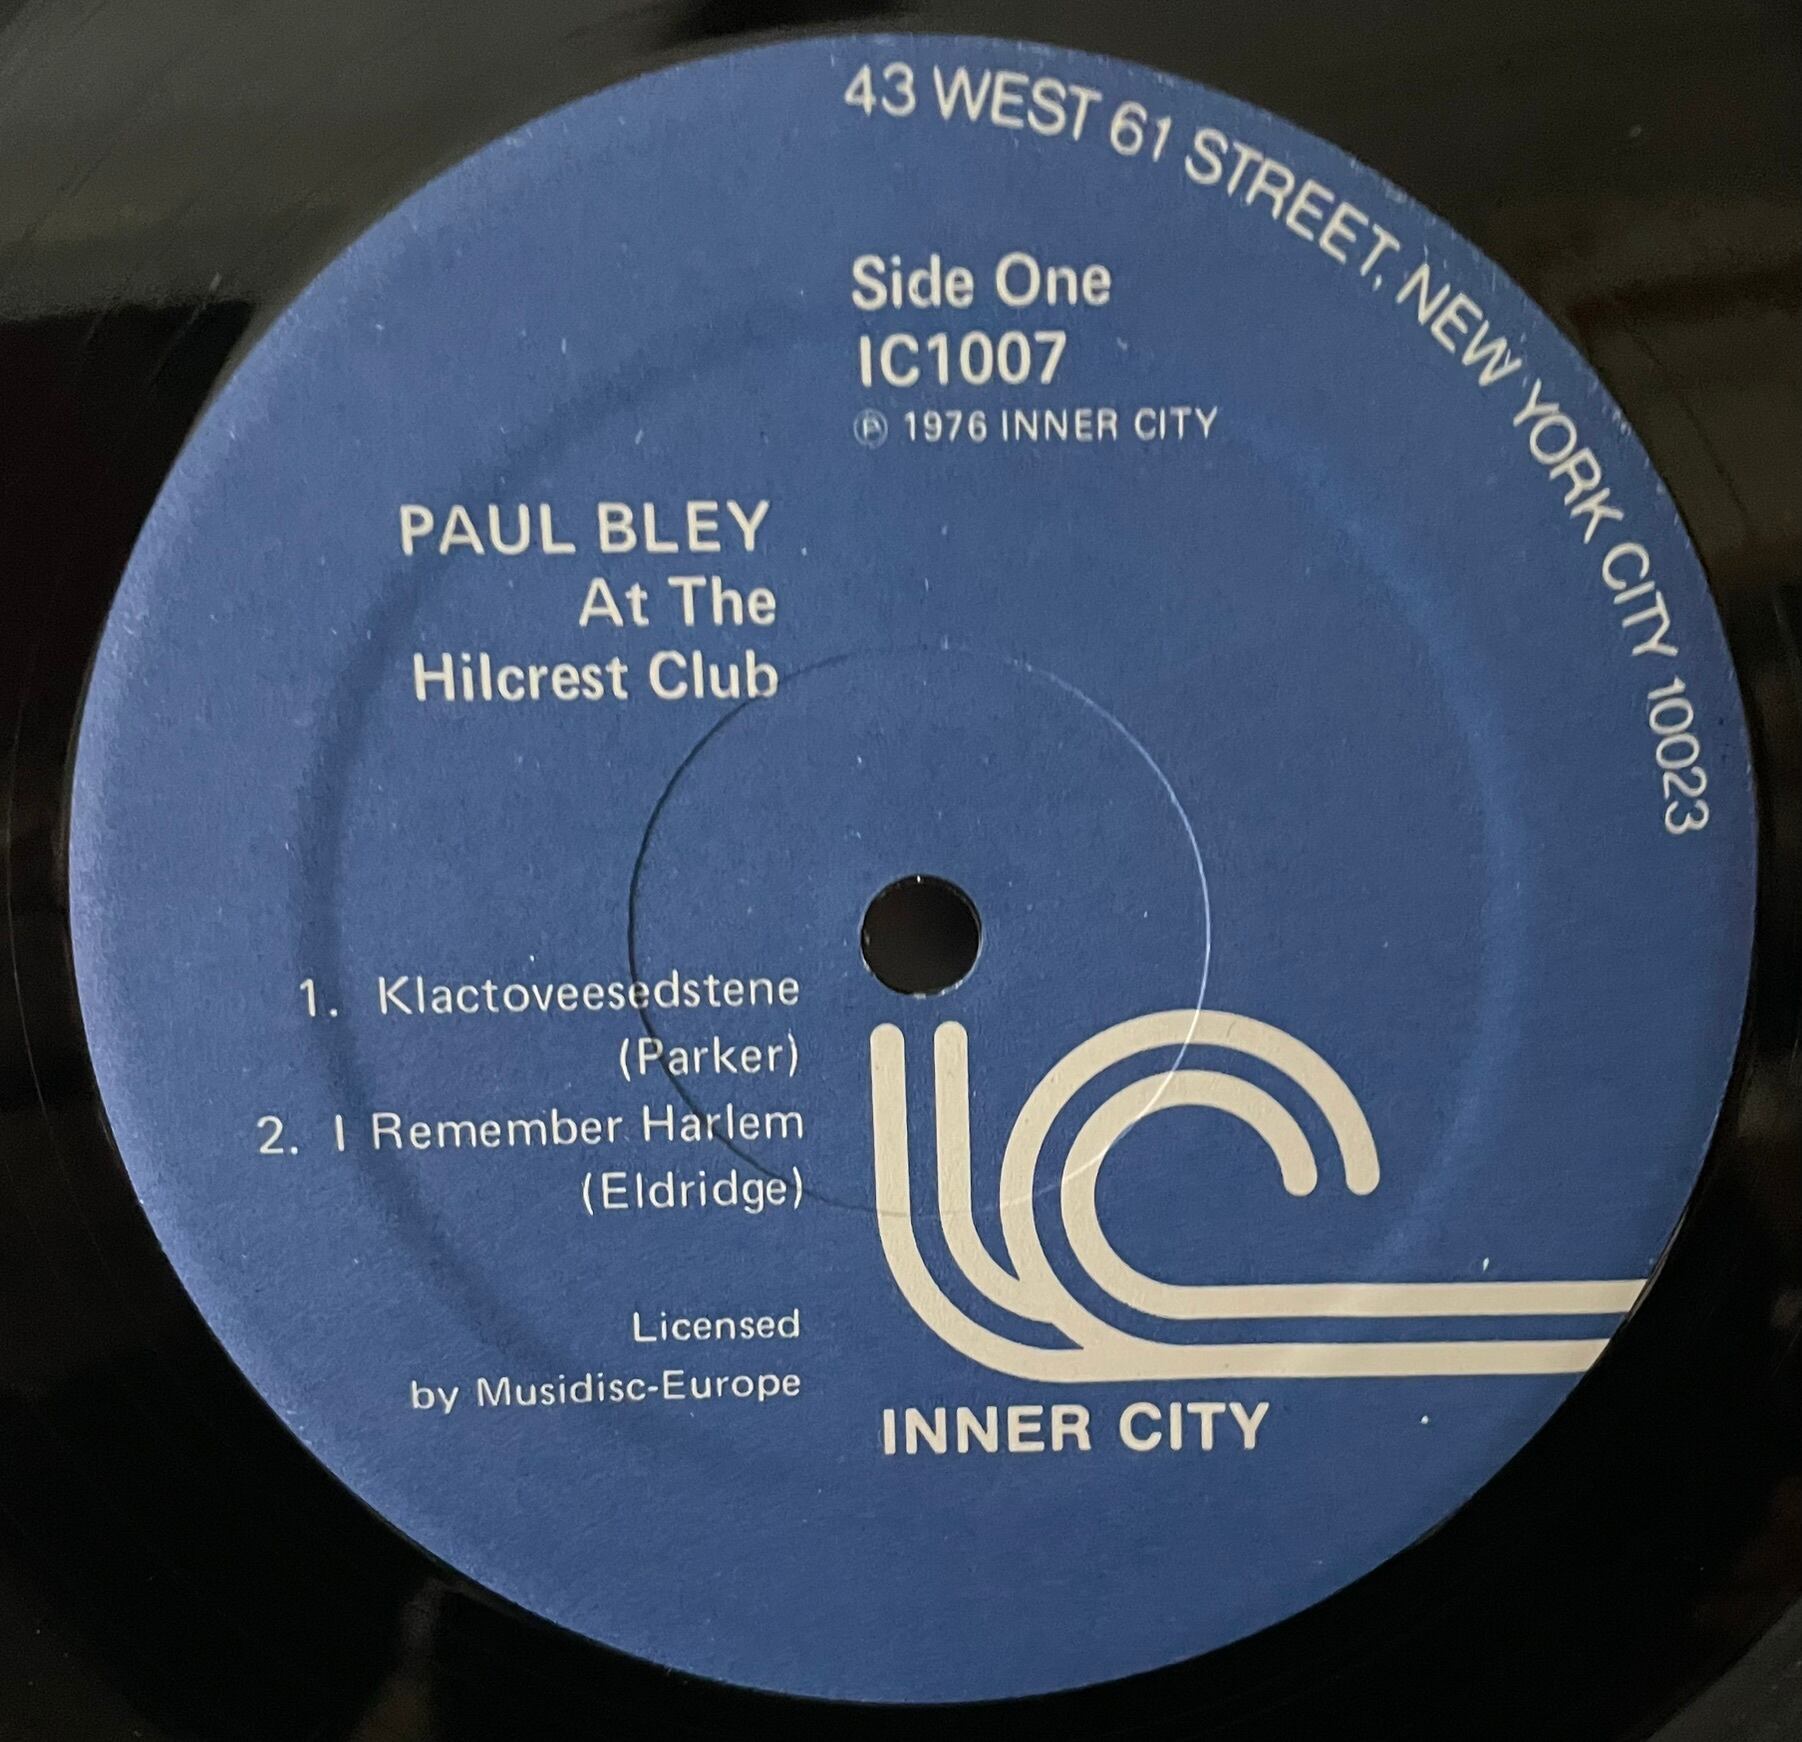 43 WEST 61 STREET, NEW YORK CITY 10023
Side One
IC1007
℗ 1976 INNER CITY
PAUL BLEY
At The
Hilcrest Club
1. Klactoveesedstene
(Parker)
2. I Remember Harlem
(Eldridge)
Licensed
by Musidisc-Europe
ic
INNER CITY